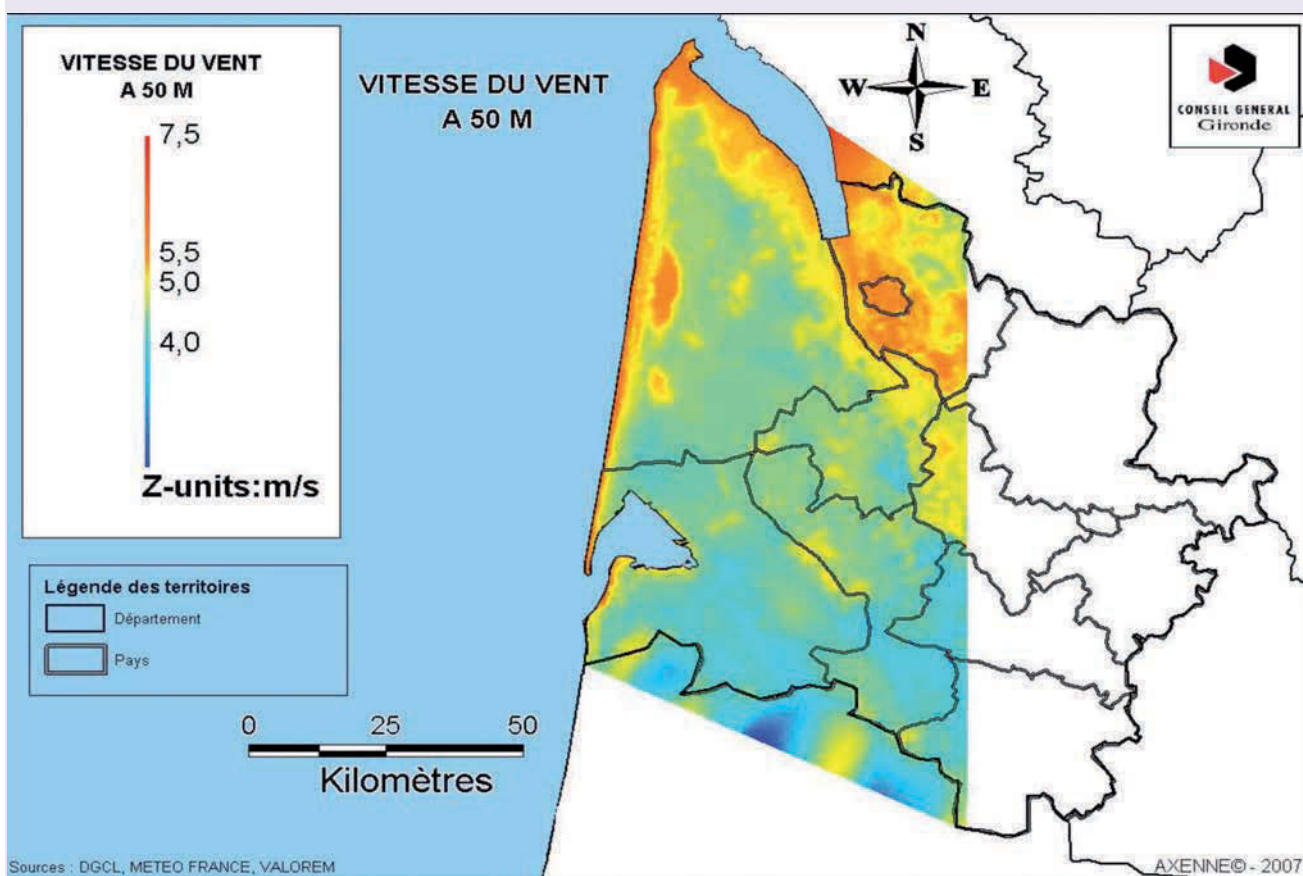 VITESSE DU VENT
A 50 M
7,5
5,5
5,0
4,0
Z-units:m/s
Légende des territoires
Département
Pays
VITESSE DU VENT
A 50 M
N
W
E
S
CONSEIL GENERAL
Gironde
0 25 50
Kilomètres
Sources : DGCL, METEO FRANCE, VALOREM
AXENNE© - 2007